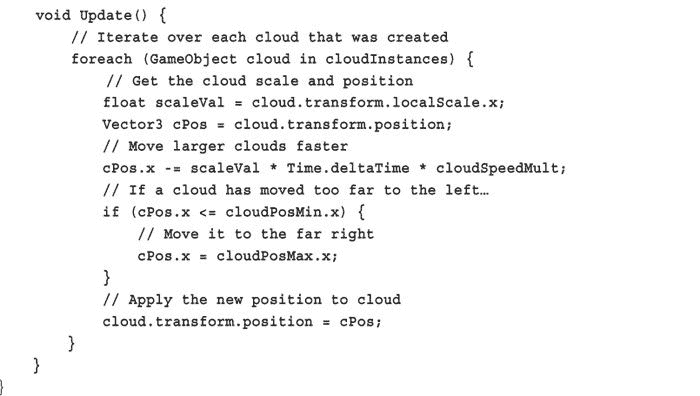 void Update() {
// Iterate over each cloud that was created
foreach (GameObject cloud in cloudInstances) {
// Get the cloud scale and position
float scaleVal = cloud.transform.localScale.x;
Vector3 cPos = cloud.transform.position;
// Move larger clouds faster
cPos.x -= scaleVal * Time.deltaTime * cloudSpeedMult;
// If a cloud has moved too far to the left…
if (cPos.x <= cloudPosMin.x) {
// Move it to the far right
cPos.x = cloudPosMax.x;
}
// Apply the new position to cloud
cloud.transform.position = cPos;
}
}
}